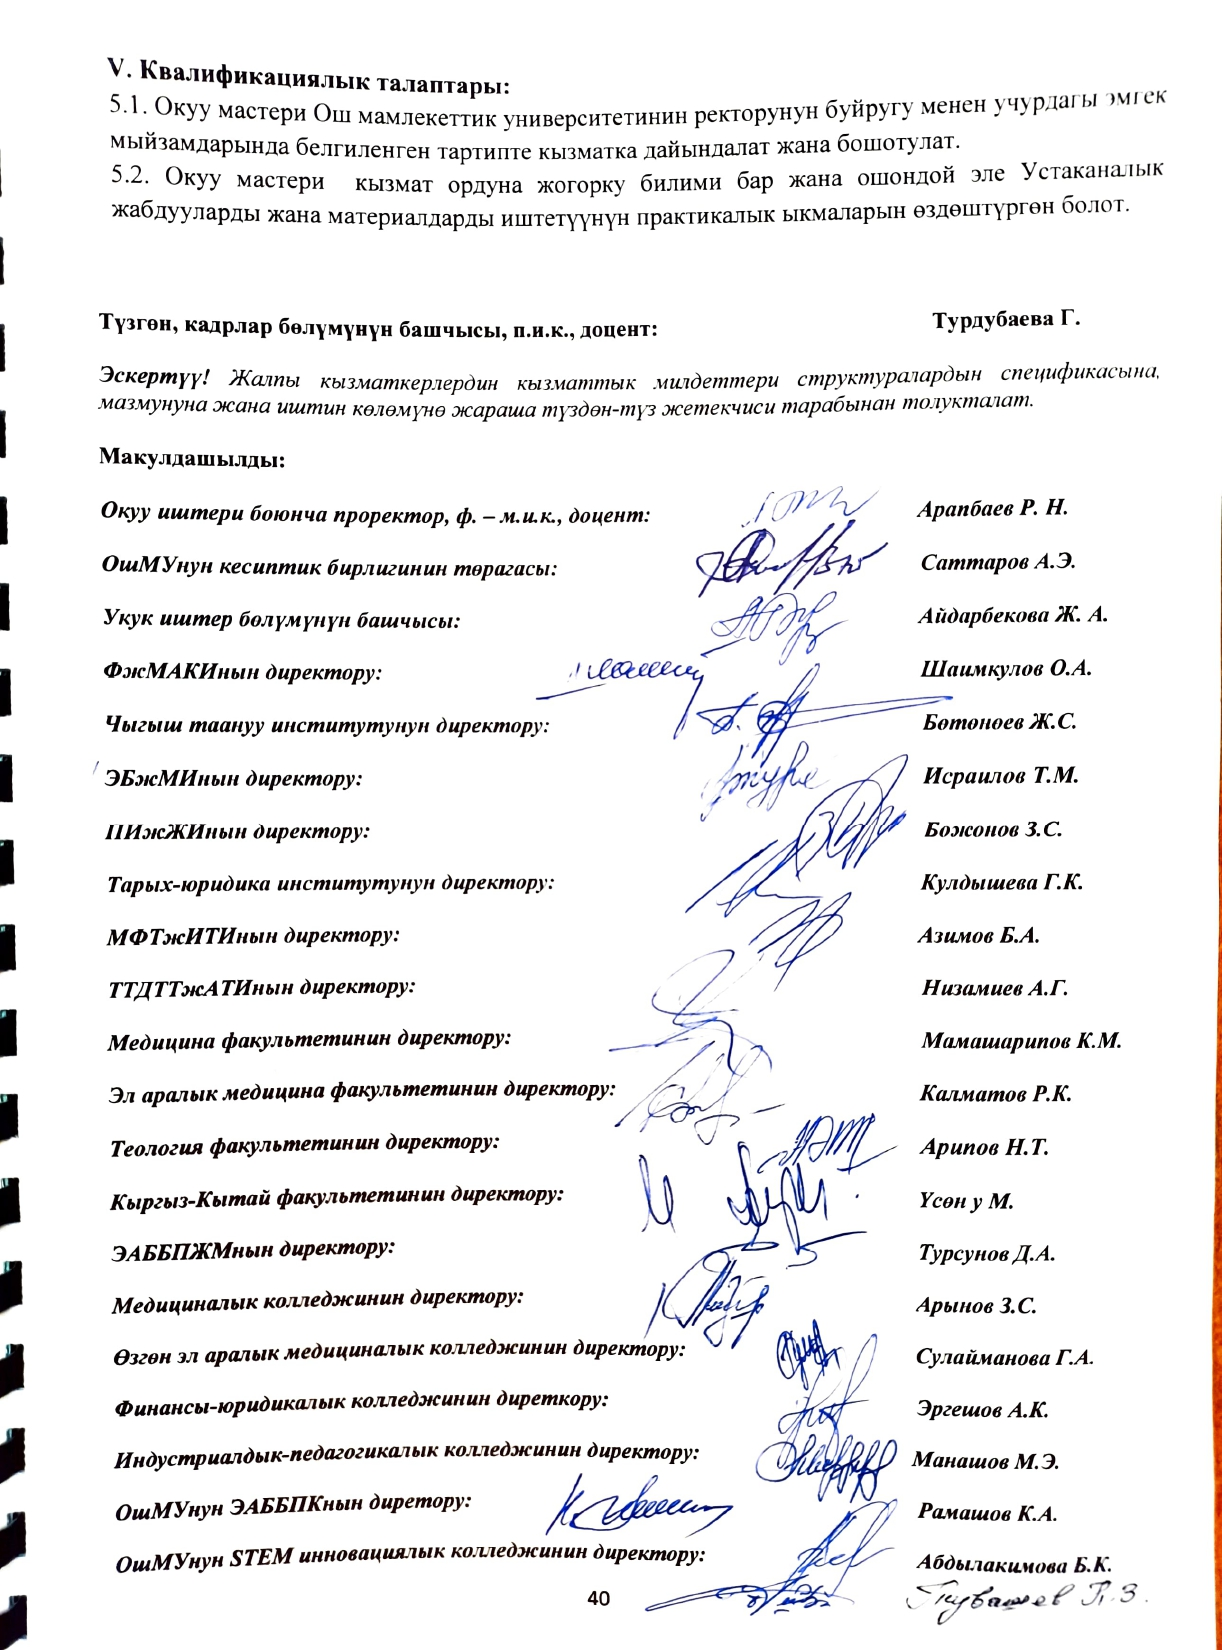 V. Квалификациялык талаптары:
5.1. Окуу мастери Ош мамлекеттик университетинин ректорунун буйругу менен учурдагы эмгек
мыйзамдарында белгиленген тартипте кызматка дайындалат жана бошотулат.
5.2. Окуу мастери кызмат ордуна жогорку билими бар жана ошондой эле Устаканалык
жабдууларды жана материалдарды иштетүүнүн практикалык ыкмаларын өздөштүргөн болот.
Түзгөн, кадрлар бөлүмүнүн башчысы, п.и.к., доцент: Турдубаева Г.
Эскертүү! Жалпы кызматкерлердин кызматтык милдеттери структуралардын спецификасына,
мазмунуна жана иштин көлөмүнө жараша түздөн-түз жетекчиси тарабынан толукталат.
Макулдашылды:
Окуу иштери боюнча проректор, ф. – м.и.к., доцент: Арапбаев Р. Н.
ОшМУнун кесиптик бирлигинин төрагасы: Саттаров А.Э.
Укук иштер бөлүмүнүн башчысы: Айдарбекова Ж. А.
ФжМАКИнын директору: Шаимкулов О.А.
Чыгыш таануу институтунун директору: Бөтөнөев Ж.С.
ЭБжМИнын директору: Исраилов Т.М.
ПИжЖИнын директору: Божонов З.С.
Тарых-юридика институтунун директору: Кулдышева Г.К.
МФТжИТИнын директору: Азимов Б.А.
ТТДТТжАТИнын директору: Низамиев А.Г.
Медицина факультетинин директору: Мамашарипов К.М.
Эл аралык медицина факультетинин директору: Калматов Р.К.
Теология факультетинин директору: Арипов Н.Т.
Кыргыз-Кытай факультетинин директору: Үсөн у М.
ЭАББПЖМнын директору: Турсунов Д.А.
Медициналык колледжинин директору: Арынов З.С.
Өзгөн эл аралык медициналык колледжинин директору: Сулайманова Г.А.
Финансы-юридикалык колледжинин диреткору: Эргешов А.К.
Индустриалдык-педагогикалык колледжинин директору: Манашов М.Э.
ОшМУнун ЭАББПКнын диретору: Рамашов К.А.
ОшМУнун STEM инновациялык колледжинин директору: Абдылакимова Б.К.
40